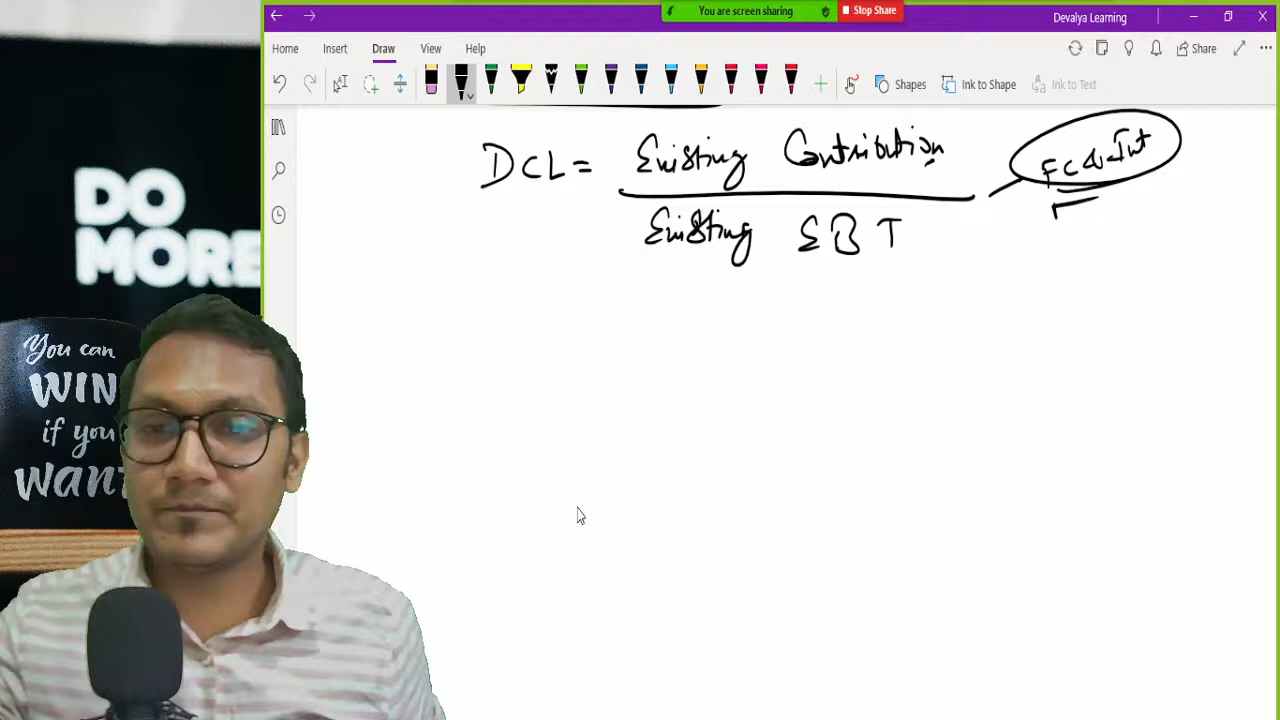 You are screen sharing
Stop Share
Devalya Learning
Home Insert Draw View Help
Share
Shapes
Ink to Shape
Ink to Text
DCL = Existing Contribution
Existing EBT
FC & Int
DO
MORE
You can
WIN
if you
WANT